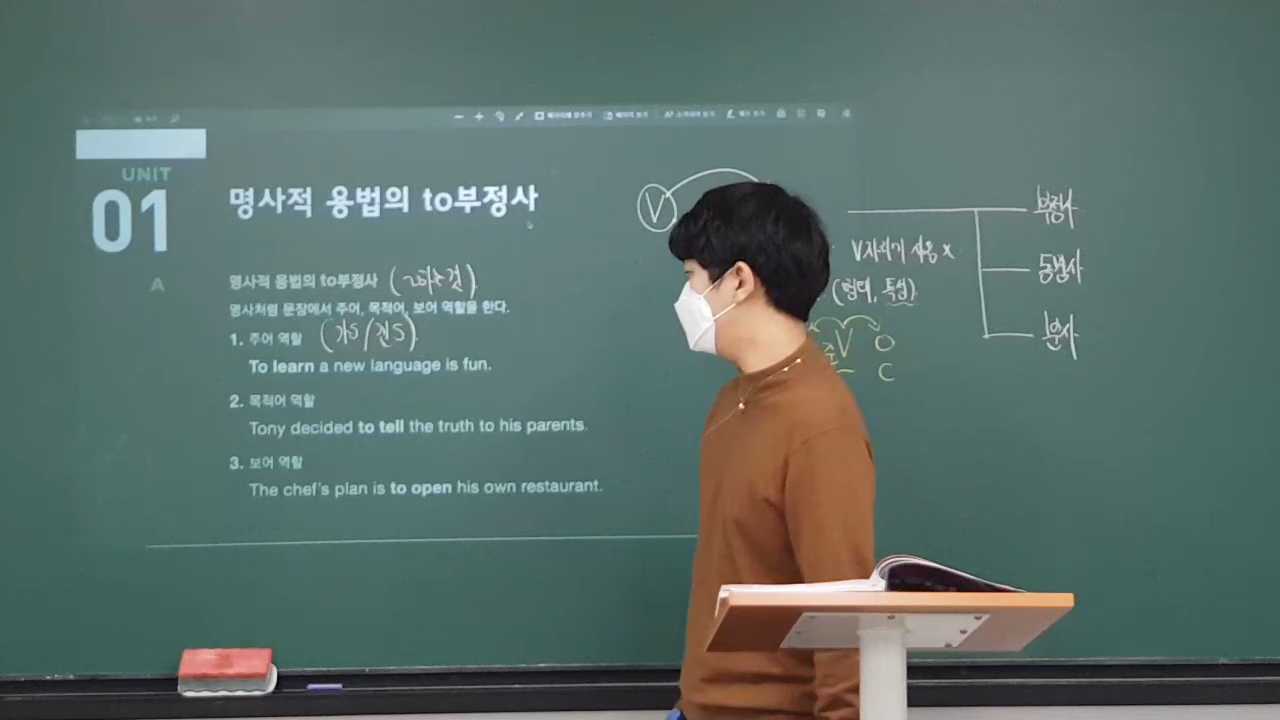 UNIT
01
명사적 용법의 to부정사
A
명사적 용법의 to부정사 (~하는 것).
명사처럼 문장에서 주어, 목적어, 보어 역할을 한다.
1. 주어 역할 (가S/진S).
To learn a new language is fun.
2. 목적어 역할
Tony decided to tell the truth to his parents.
3. 보어 역할
The chef's plan is to open his own restaurant.
V
V자리에 사용 x
(형태, 특성)
준V O
C
부정사
동명사
분사